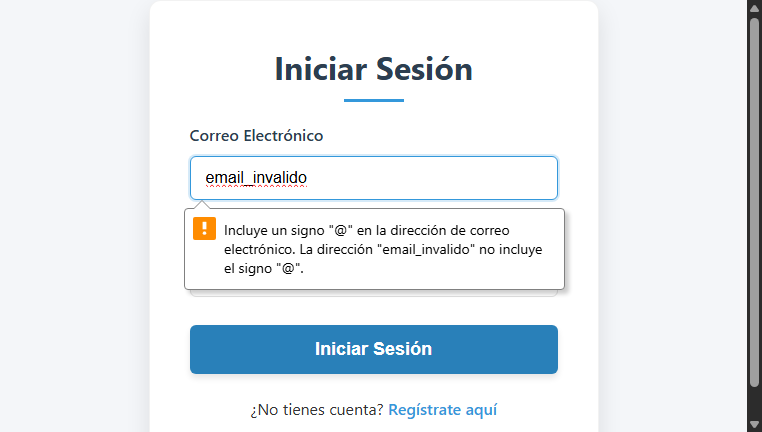 Iniciar Sesión
Correo Electrónico
email_invalido
Incluye un signo "@" en la dirección de correo
electrónico. La dirección "email_invalido" no incluye
el signo "@".
Iniciar Sesión
¿No tienes cuenta? Regístrate aquí